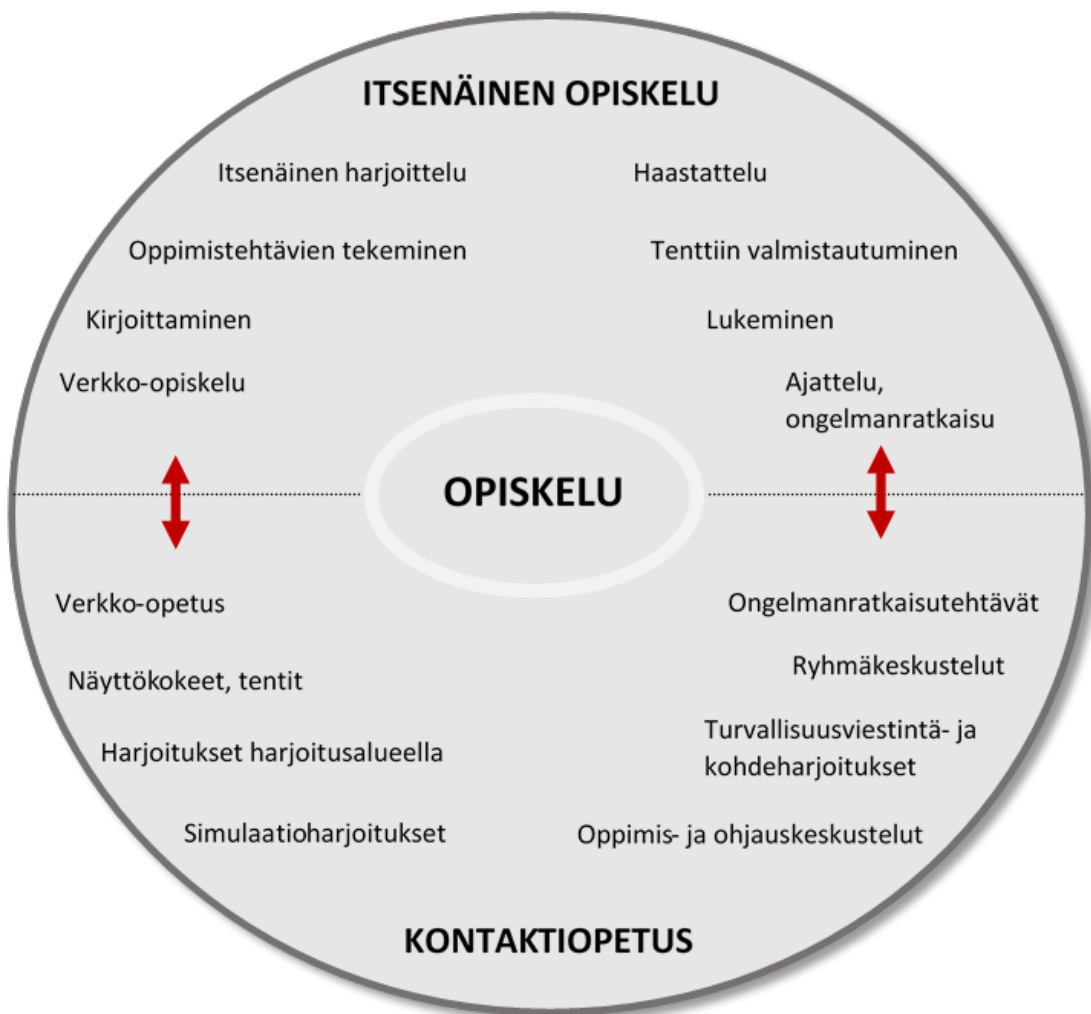 ITSENÄINEN OPISKELU
Itsenäinen harjoittelu
Haastattelu
Oppimistehtävien tekeminen
Tenttiin valmistautuminen
Kirjoittaminen
Lukeminen
Verkko-opiskelu
Ajattelu,
ongelmanratkaisu
OPISKELU
Verkko-opetus
Ongelmanratkaisutehtävät
Näyttökokeet, tentit
Ryhmäkeskustelut
Harjoitukset harjoitusalueella
Turvallisuusviestintä- ja
kohdeharjoitukset
Simulaatioharjoitukset
Oppimis- ja ohjauskeskustelut
KONTAKTIOPETUS